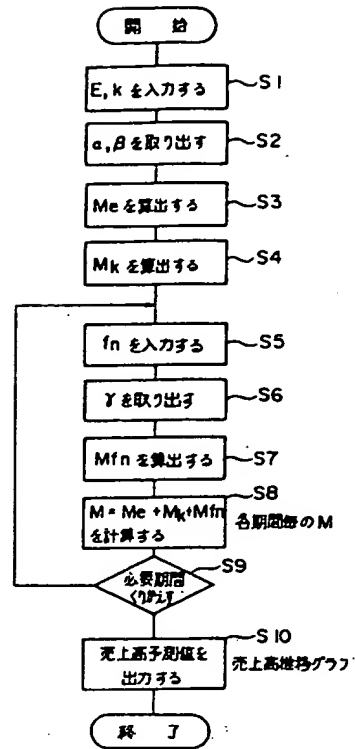 開 始
E, k を入力する
S1
α, β を取り出す
S2
Me を算出する
S3
Mk を算出する
S4
fn を入力する
S5
γ を取り出す
S6
Mfn を算出する
S7
M = Me + Mk + Mfn
を計算する
S8
各期間毎の M
必要期間
くりかえす
S9
売上高予測値を
出力する
S10
売上高推移グラフ
終 了